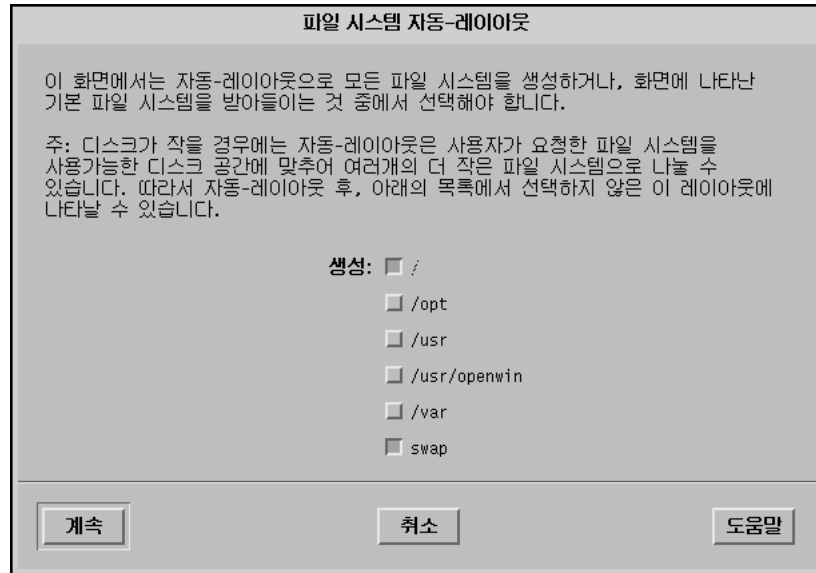 파일 시스템 자동-레이아웃
이 화면에서는 자동-레이아웃으로 모든 파일 시스템을 생성하거나, 화면에 나타난
기본 파일 시스템을 받아들이는 것 중에서 선택해야 합니다.
주: 디스크가 작을 경우에는 자동-레이아웃은 사용자가 요청한 파일 시스템을
사용가능한 디스크 공간에 맞추어 여러개의 더 작은 파일 시스템으로 나눌 수
있습니다. 따라서 자동-레이아웃 후, 아래의 목록에서 선택하지 않은 이 레이아웃에
나타날 수 있습니다.
생성: /
/opt
/usr
/usr/openwin
/var
swap
계속 취소 도움말